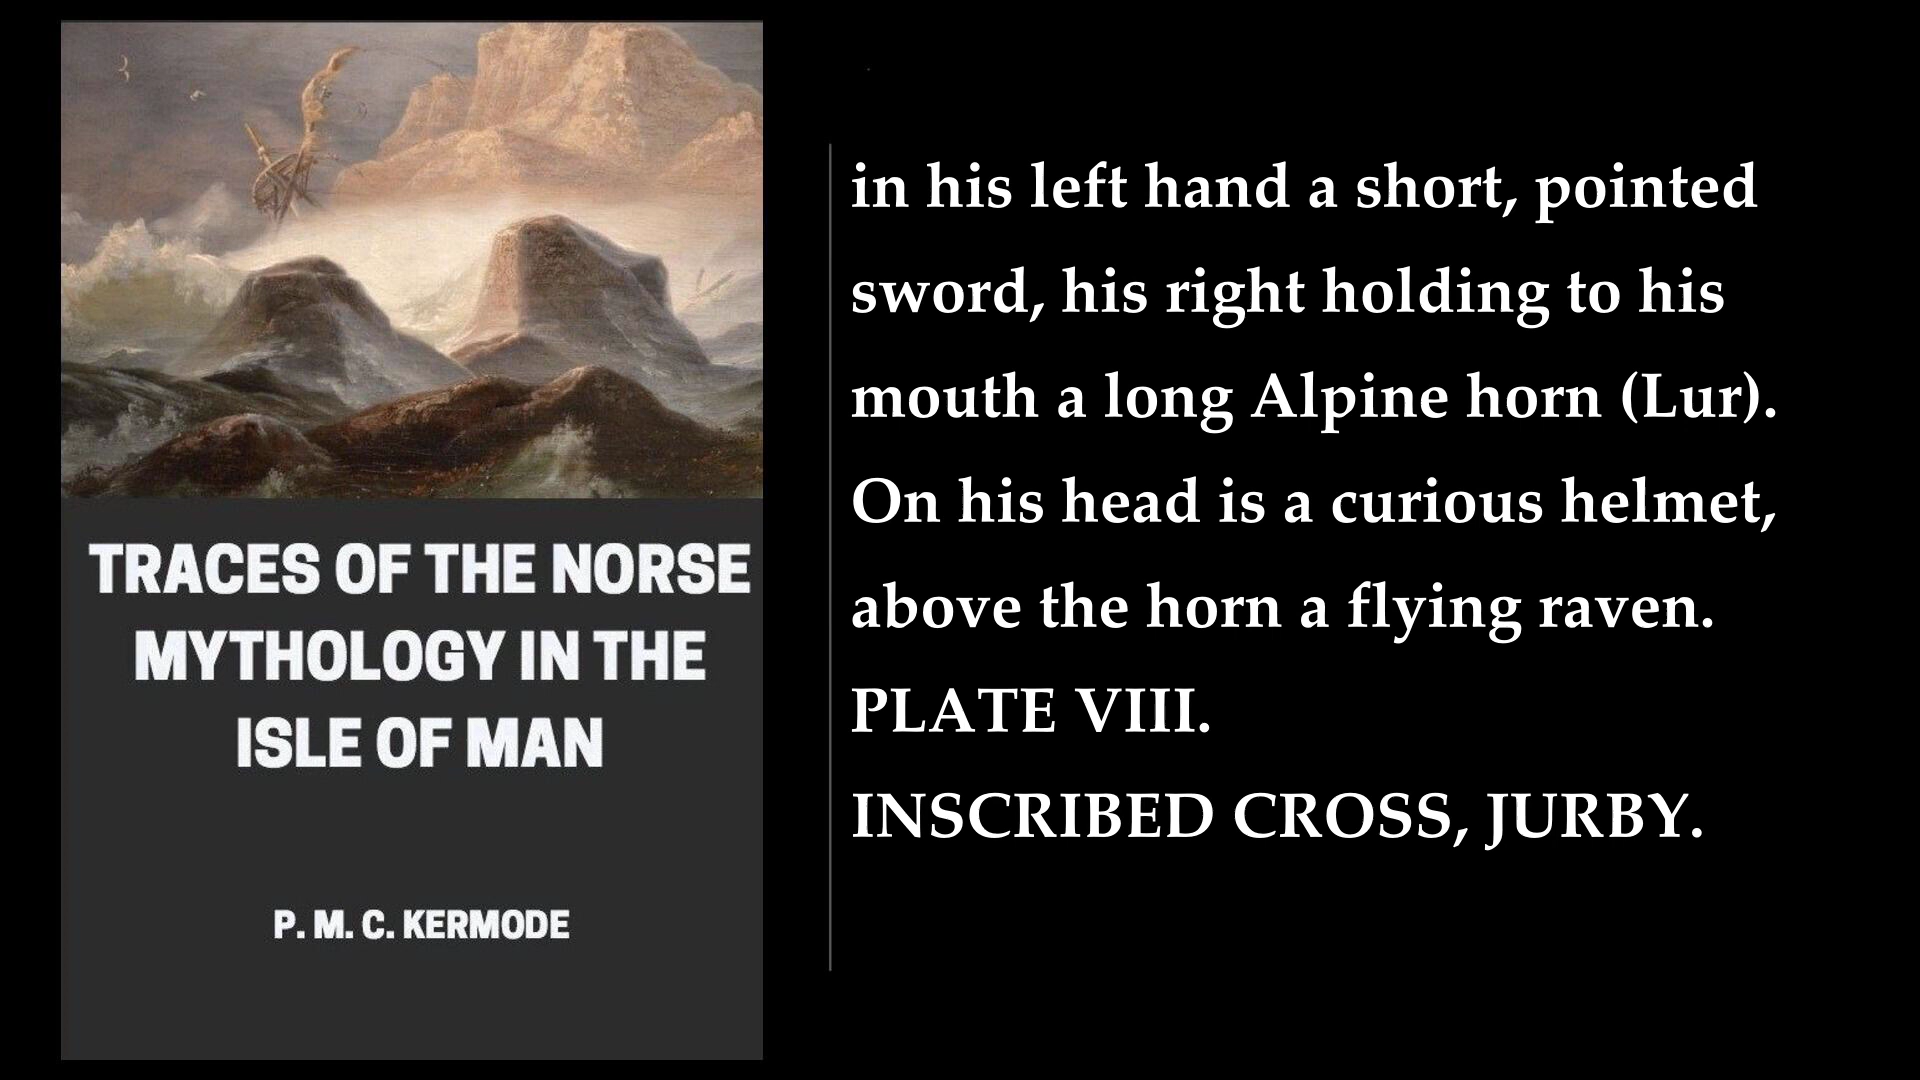 TRACES OF THE NORSE
MYTHOLOGY IN THE
ISLE OF MAN
P. M. C. KERMODE
in his left hand a short, pointed
sword, his right holding to his
mouth a long Alpine horn (Lur).
On his head is a curious helmet,
above the horn a flying raven.
PLATE VIII.
INSCRIBED CROSS, JURBY.